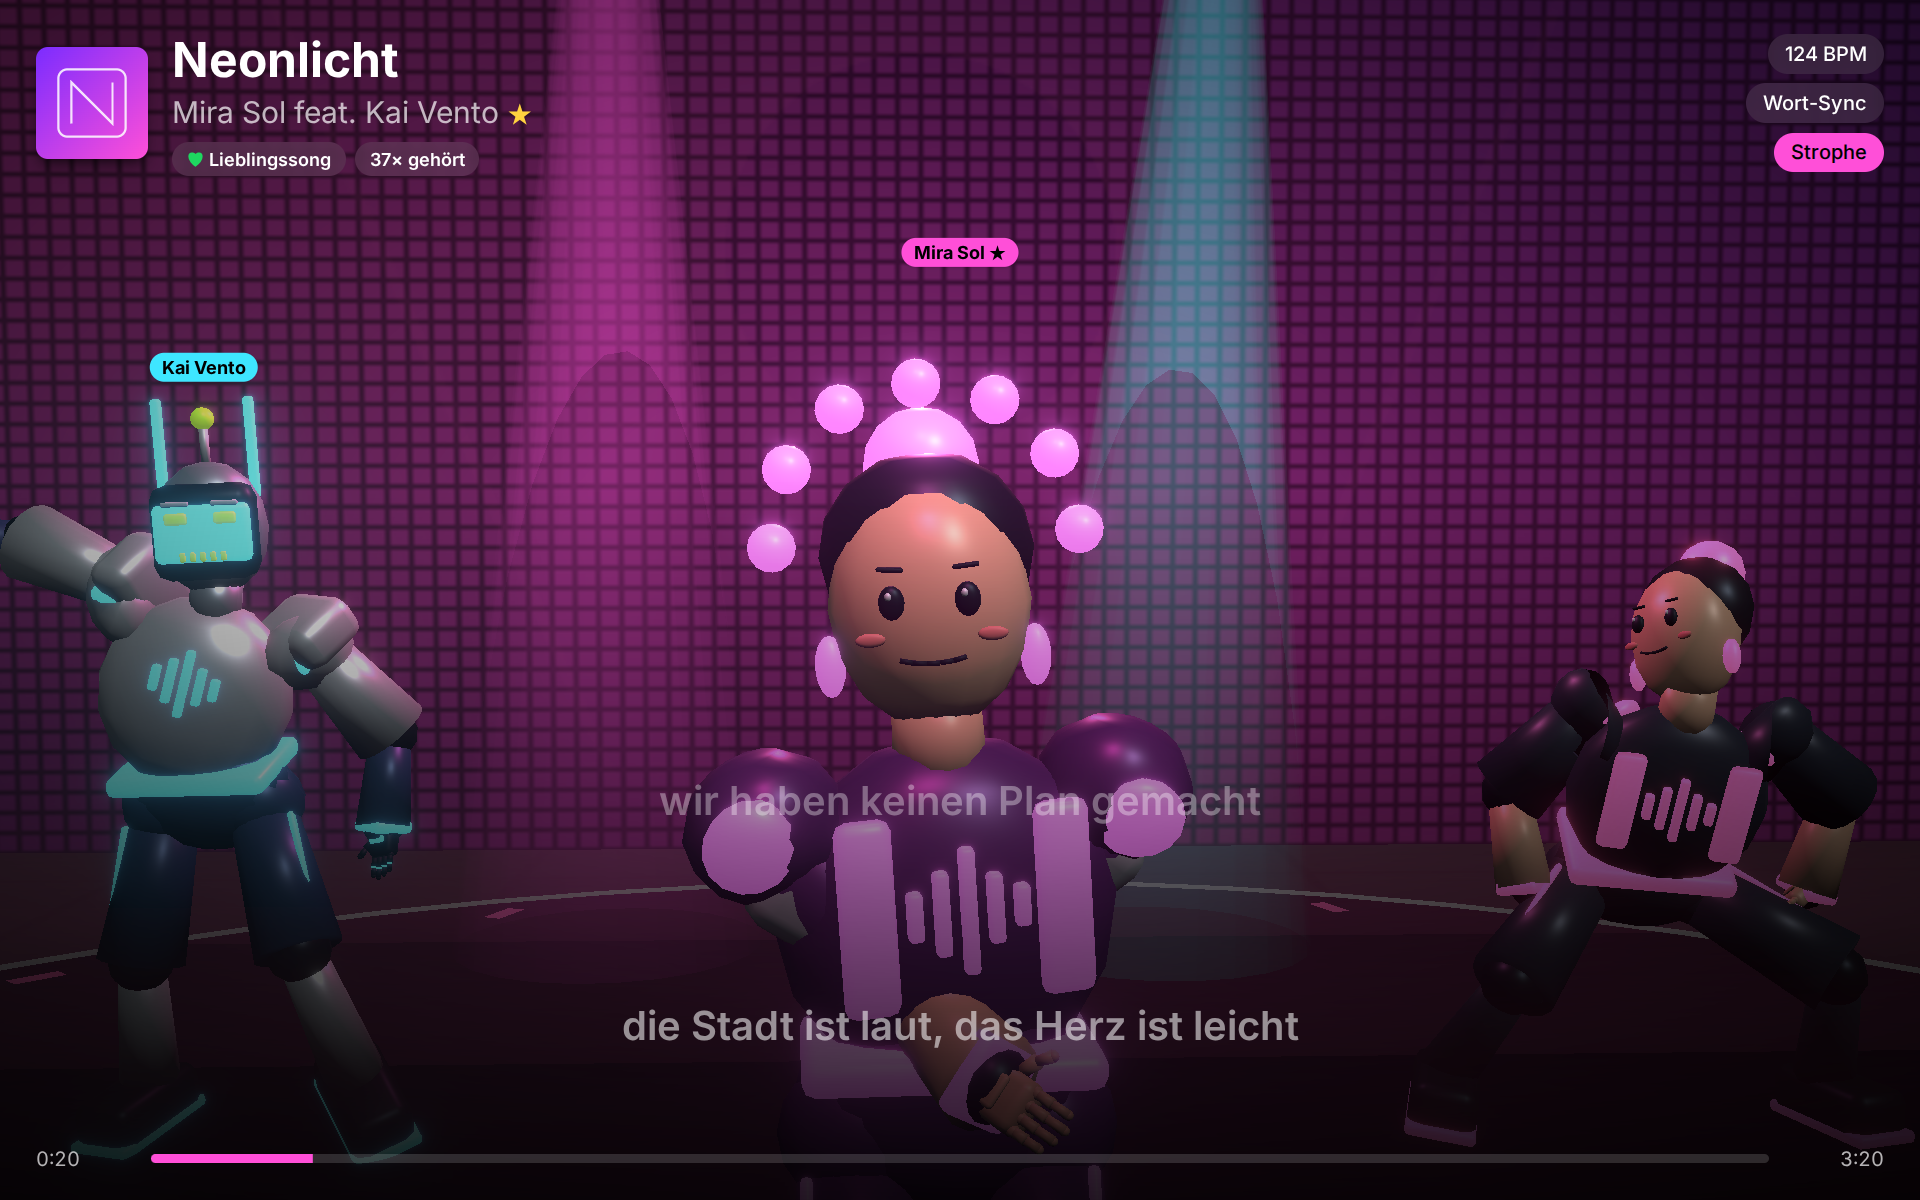 Neonlicht
Mira Sol feat. Kai Vento ★
Lieblingssong
37× gehört
124 BPM
Wort-Sync
Strophe
Mira Sol ★
Kai Vento
wir haben keinen Plan gemacht
die Stadt ist laut, das Herz ist leicht
0:20
3:20